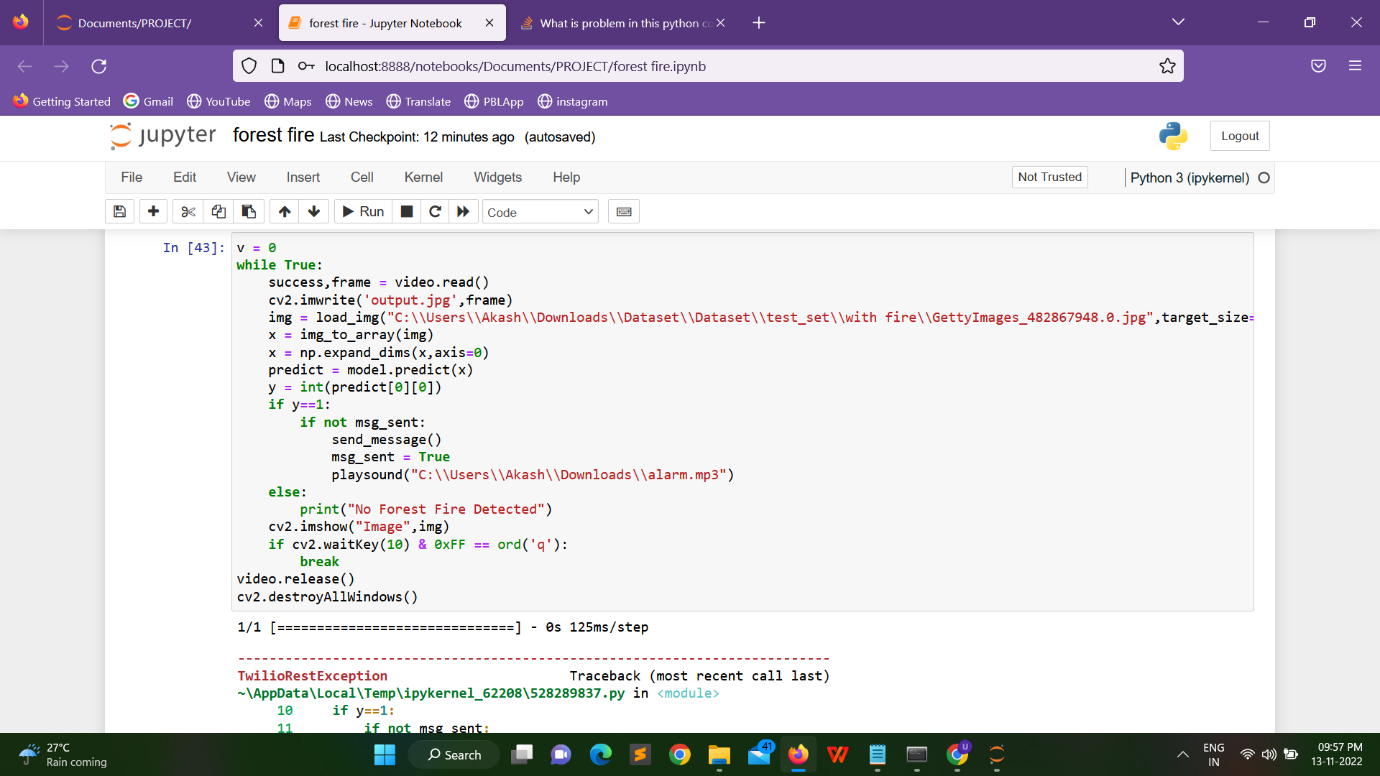 Documents/PROJECT/
forest fire - Jupyter Notebook
What is problem in this python co
localhost:8888/notebooks/Documents/PROJECT/forest fire.ipynb
Getting Started Gmail YouTube Maps News Translate PBLApp instagram
jupyter forest fire Last Checkpoint: 12 minutes ago (autosaved) Logout
File Edit View Insert Cell Kernel Widgets Help Not Trusted Python 3 (ipykernel)
Run Code
In [43]: v = 0
while True:
    success,frame = video.read()
    cv2.imwrite('output.jpg',frame)
    img = load_img("C:\\Users\\Akash\\Downloads\\Dataset\\Dataset\\test_set\\with fire\\GettyImages_482867948.0.jpg",target_size=
    x = img_to_array(img)
    x = np.expand_dims(x,axis=0)
    predict = model.predict(x)
    y = int(predict[0][0])
    if y==1:
        if not msg_sent:
            send_message()
            msg_sent = True
            playsound("C:\\Users\\Akash\\Downloads\\alarm.mp3")
    else:
        print("No Forest Fire Detected")
    cv2.imshow("Image",img)
    if cv2.waitKey(10) & 0xFF == ord('q'):
        break
video.release()
cv2.destroyAllWindows()
1/1 [==============================] - 0s 125ms/step
---------------------------------------------------------------------------
TwilioRestException                       Traceback (most recent call last)
~\AppData\Local\Temp\ipykernel_62208\528289837.py in <module>
     10     if y==1:
     11         if not msg_sent:
27°C
Rain coming
Search
41
U
ENG
IN
09:57 PM
13-11-2022